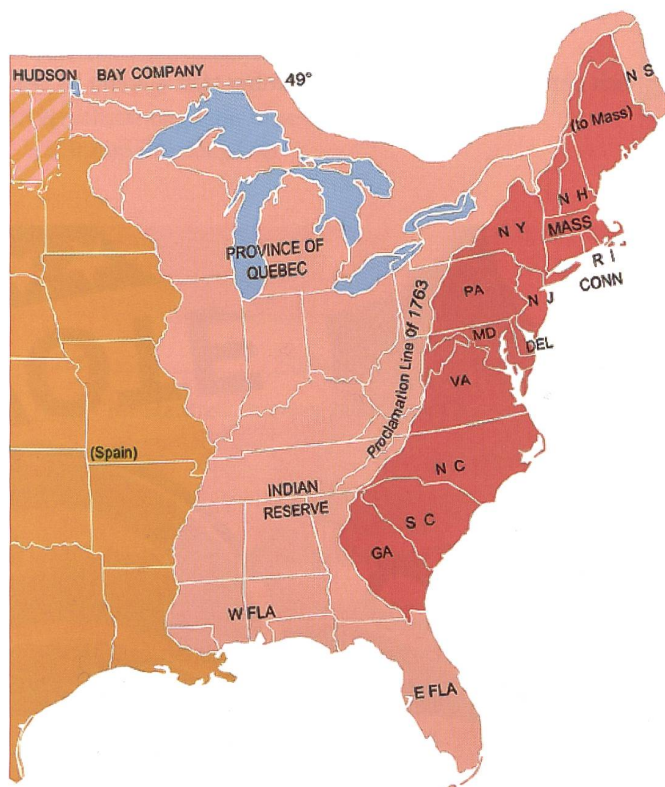 HUDSON BAY COMPANY
49°
N S
(to Mass)
N H
N Y
MASS
R I
CONN
PROVINCE OF
QUEBEC
PA
N J
Proclamation Line of 1763
MD
DEL
VA
(Spain)
N C
INDIAN
RESERVE
S C
GA
W FLA
E FLA